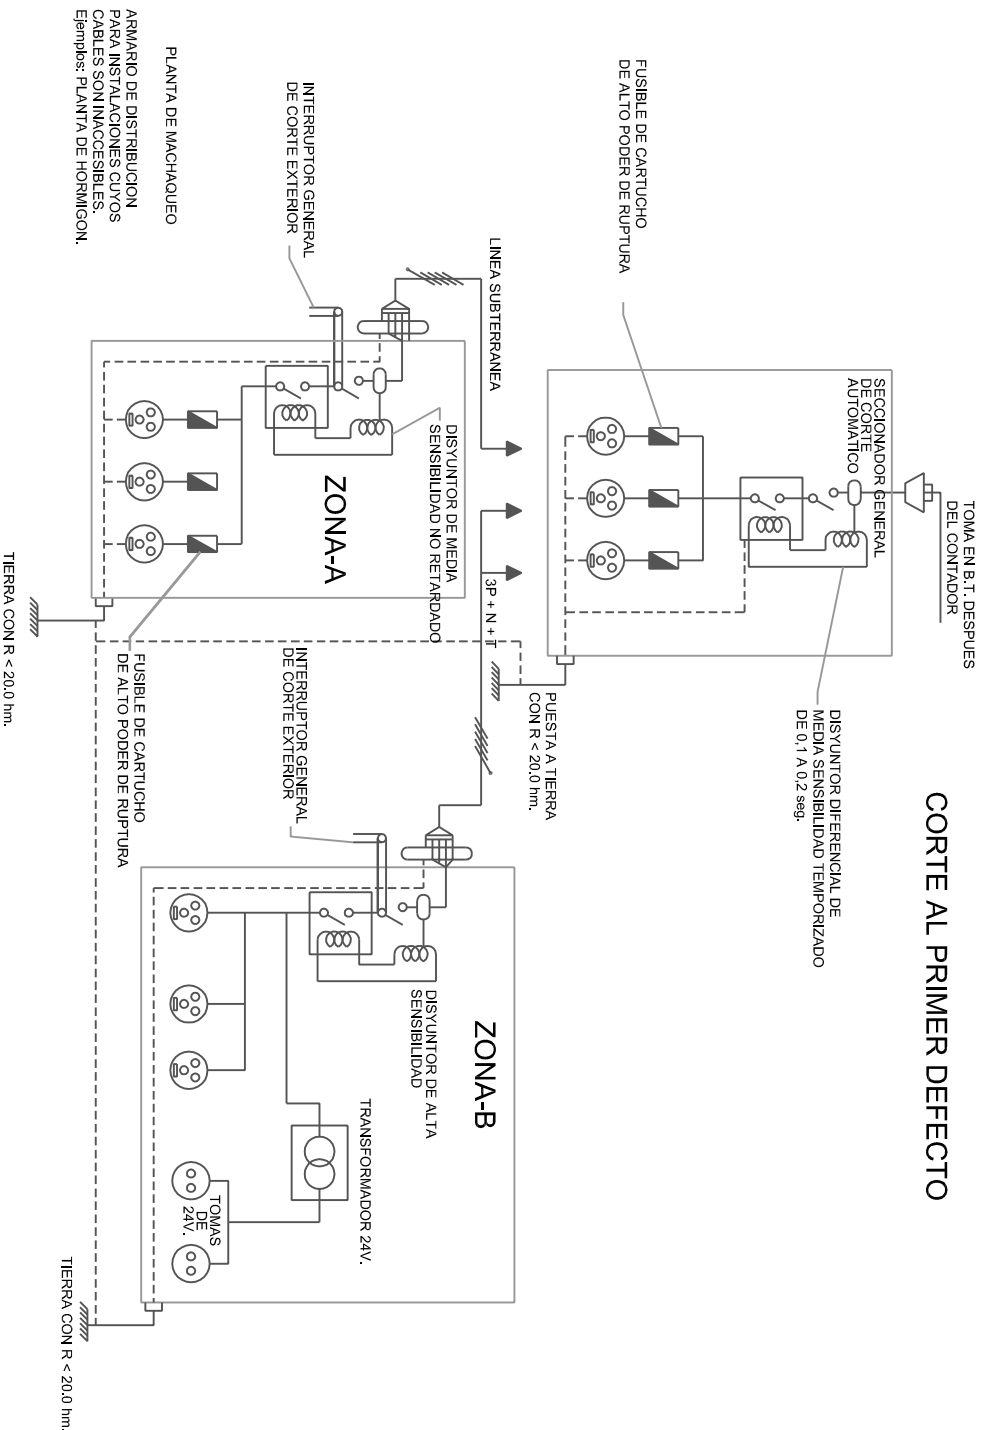 CORTE AL PRIMER DEFECTO
TOMA EN B.T. DESPUES
DEL CONTADOR
SECCIONADOR GENERAL
DE CORTE
AUTOMATICO
DISYUNTOR DIFERENCIAL DE
MEDIA SENSIBILIDAD TEMPORIZADO
DE 0,1 A 0,2 seg.
FUSIBLE DE CARTUCHO
DE ALTO PODER DE RUPTURA
PUESTA A TIERRA
CON R < 20.0 hm.
LINEA SUBTERRANEA
3P + N + T
ZONA-B
DISYUNTOR DE MEDIA
SENSIBILIDAD NO RETARDADO
DISYUNTOR DE ALTA
SENSIBILIDAD
TRANSFORMADOR 24V.
ZONA-A
INTERRUPTOR GENERAL
DE CORTE EXTERIOR
INTERRUPTOR GENERAL
DE CORTE EXTERIOR
TOMAS
DE
24V.
PLANTA DE MACHAQUEO
ARMARIO DE DISTRIBUCION
PARA INSTALACIONES CUYOS
CABLES SON INACCESIBLES.
Ejemplos: PLANTA DE HORMIGON.
FUSIBLE DE CARTUCHO
DE ALTO PODER DE RUPTURA
TIERRA CON R < 20.0 hm.
TIERRA CON R < 20.0 hm.